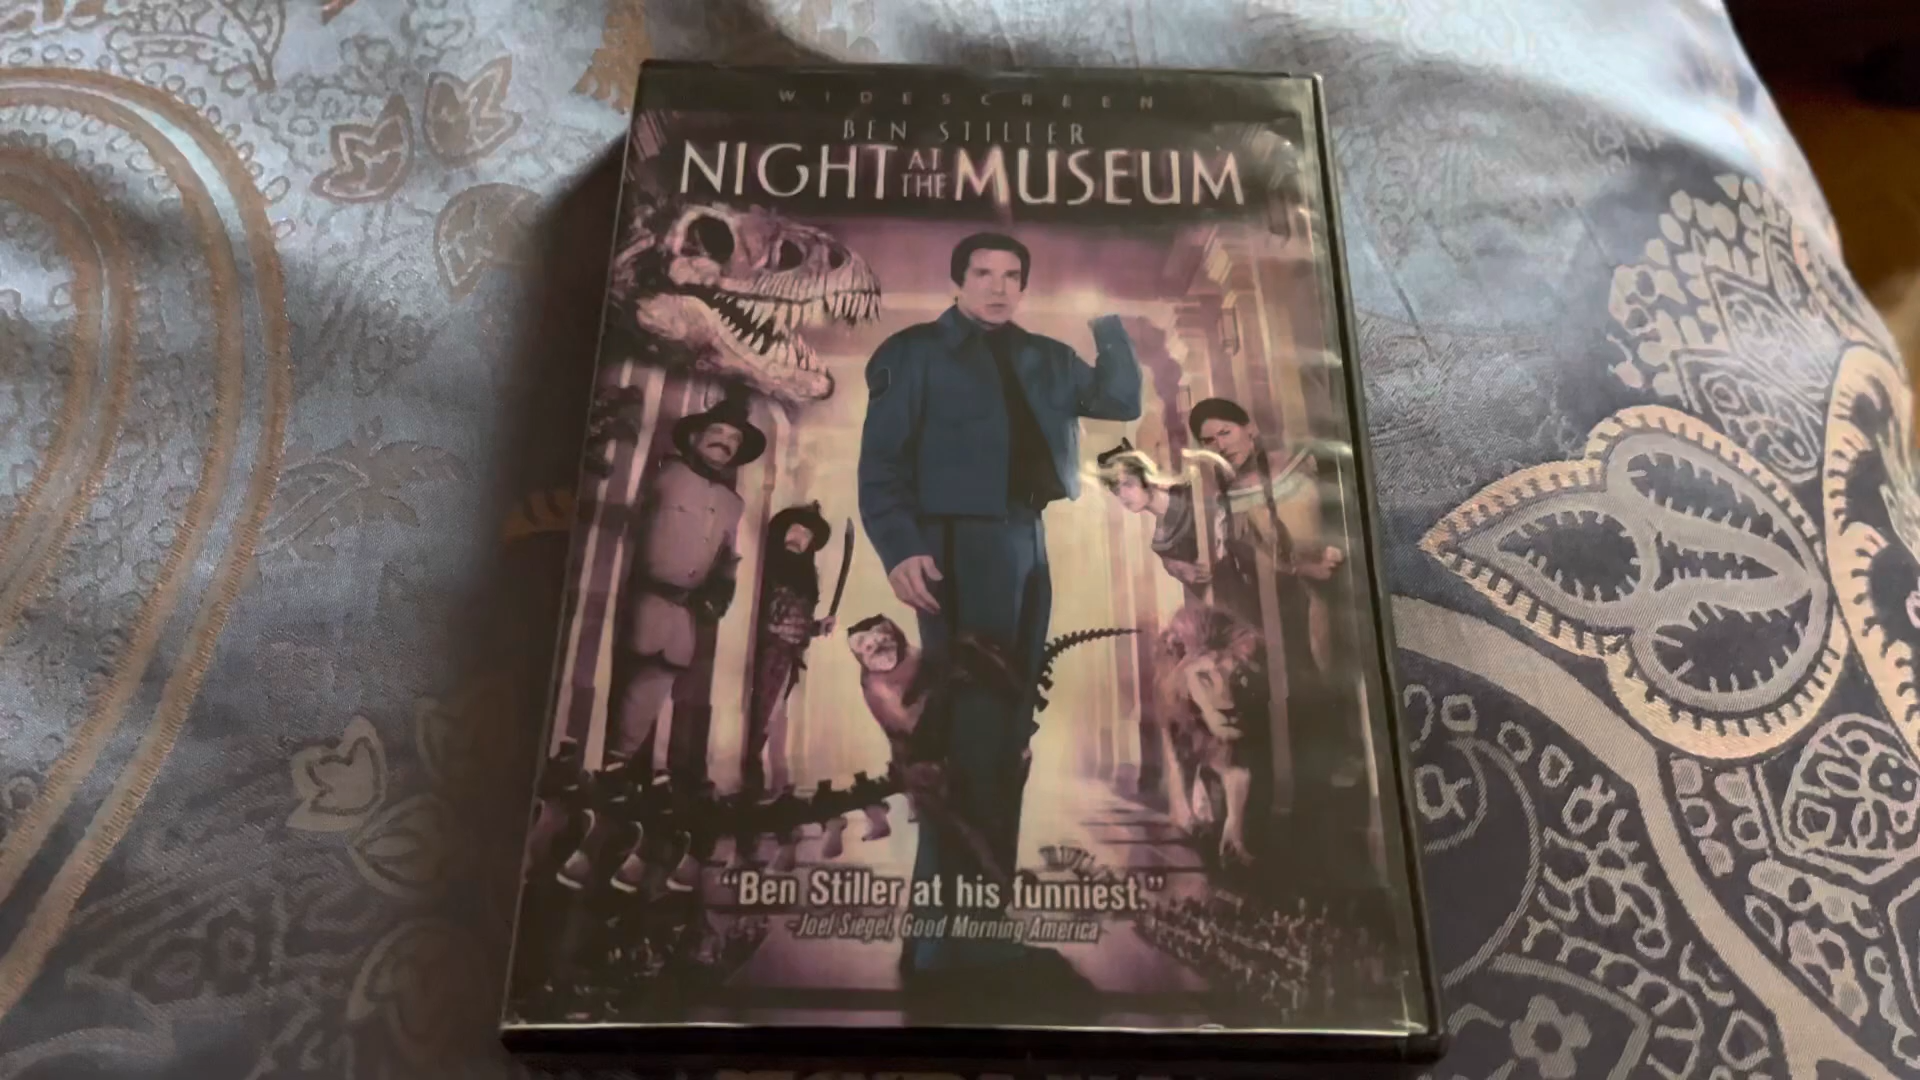 WIDESCREEN
BEN STILLER
NIGHT AT THE MUSEUM
“Ben Stiller at his funniest.”
-Joel Siegel, Good Morning America